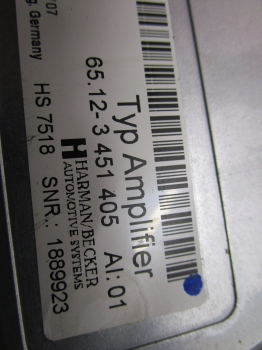 /07
g, Germany
Typ Amplifier
65.12- 3 451 405 AI: 01
HARMAN/BECKER
AUTOMOTIVE SYSTEMS
HS 7518 SNR.: 1889923